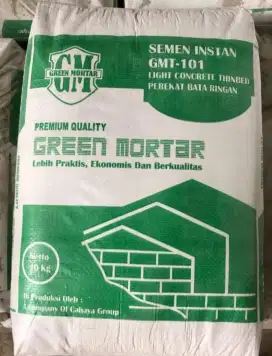 GM
GREEN MORTAR
SEMEN INSTAN
GMT-101
LIGHT CONCRETE THINBED
PEREKAT BATA RINGAN
PREMIUM QUALITY
GREEN MORTAR
Lebih Praktis, Ekonomis Dan Berkualitas
Netto
40 Kg
Di Produksi Oleh :
A Company Of Cahaya Group